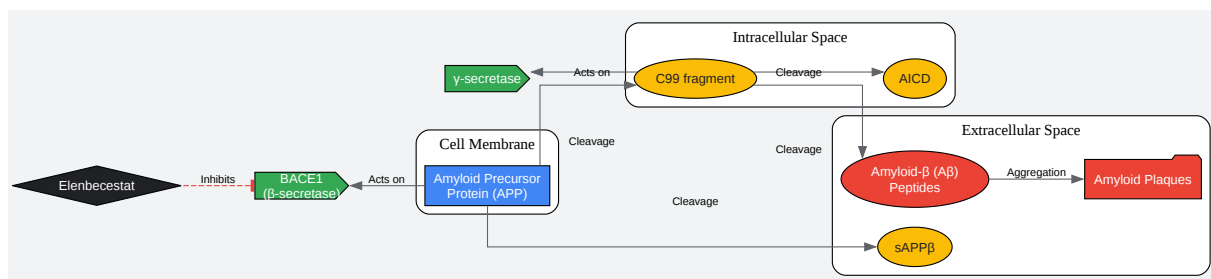 Intracellular Space
γ-secretase
Acts on
C99 fragment
Cleavage
AICD
Extracellular Space
Cell Membrane
Cleavage
Cleavage
Elenbecestat
Inhibits
BACE1
(β-secretase)
Acts on
Amyloid Precursor
Protein (APP)
Amyloid-β (Aβ)
Peptides
Aggregation
Amyloid Plaques
Cleavage
sAPPβ